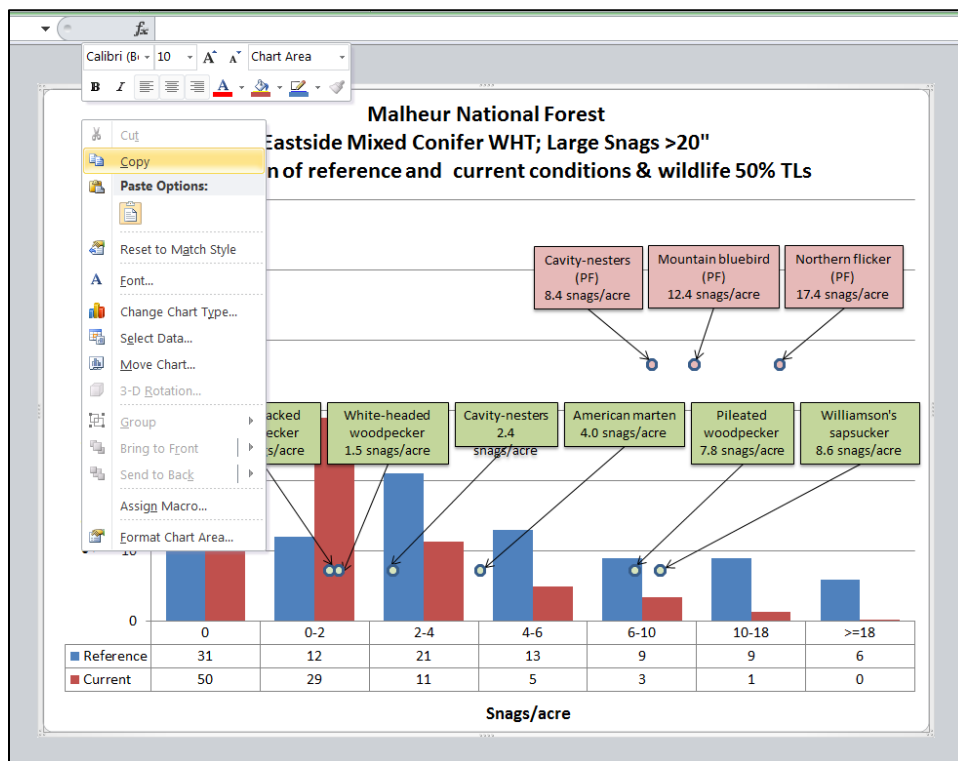 fx
Calibri (B 10 A A Chart Area
B I A
Malheur National Forest
Eastside Mixed Conifer WHT; Large Snags >20"
n of reference and current conditions & wildlife 50% TLs
Cut
Copy
Paste Options:
Reset to Match Style
A Font...
Change Chart Type...
Select Data...
Move Chart...
3-D Rotation...
Group
Bring to Front
Send to Back
Assign Macro...
Format Chart Area...
Cavity-nesters
(PF)
8.4 snags/acre
Mountain bluebird
(PF)
12.4 snags/acre
Northern flicker
(PF)
17.4 snags/acre
acked
ecker
s/acre
White-headed
woodpecker
1.5 snags/acre
Cavity-nesters
2.4
snags/acre
American marten
4.0 snags/acre
Pileated
woodpecker
7.8 snags/acre
Williamson's
sapsucker
8.6 snags/acre
10
0
0 0-2 2-4 4-6 6-10 10-18 >=18
Reference 31 12 21 13 9 9 6
Current 50 29 11 5 3 1 0
Snags/acre